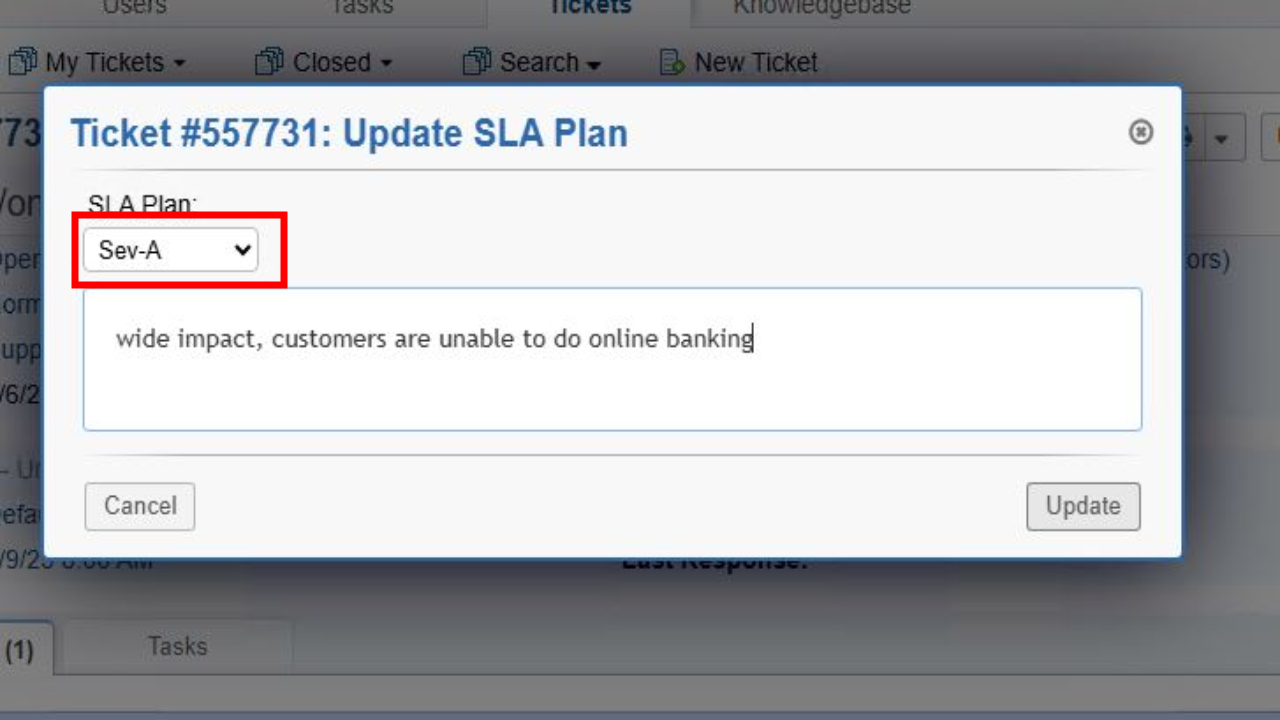 Users Tasks Tickets Knowledgebase
My Tickets Closed Search New Ticket
Ticket #557731: Update SLA Plan
SLA Plan:
Sev-A
ors)
wide impact, customers are unable to do online banking
Cancel Update
Last Response:
(1) Tasks